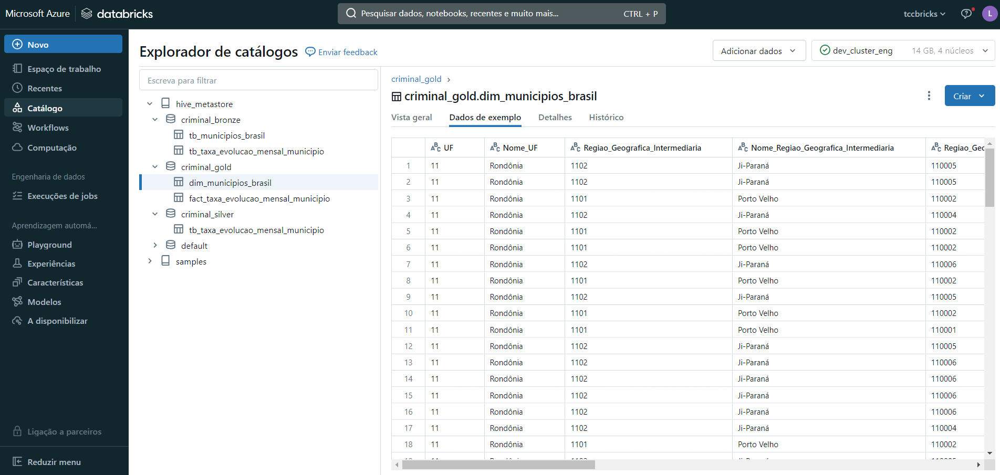 Microsoft Azure databricks
Pesquisar dados, notebooks, recentes e muito mais... CTRL + P
tccbricks
L
Novo
Espaço de trabalho
Recentes
Catálogo
Workflows
Computação
Engenharia de dados
Execuções de jobs
Aprendizagem automá...
Playground
Experiências
Características
Modelos
A disponibilizar
Ligação a parceiros
Reduzir menu
Explorador de catálogos Enviar feedback
Adicionar dados
dev_cluster_eng 14 GB, 4 núcleos
Escreva para filtrar
hive_metastore
criminal_bronze
tb_municipios_brasil
tb_taxa_evolucao_mensal_municipio
criminal_gold
dim_municipios_brasil
fact_taxa_evolucao_mensal_municipio
criminal_silver
tb_taxa_evolucao_mensal_municipio
default
samples
criminal_gold
criminal_gold.dim_municipios_brasil
Criar
Vista geral Dados de exemplo Detalhes Histórico
ABC UF ABC Nome_UF ABC Regiao_Geografica_Intermediaria ABC Nome_Regiao_Geografica_Intermediaria ABC Regiao_Geo
1 11 Rondônia 1102 Ji-Paraná 110005
2 11 Rondônia 1102 Ji-Paraná 110005
3 11 Rondônia 1101 Porto Velho 110002
4 11 Rondônia 1102 Ji-Paraná 110004
5 11 Rondônia 1101 Porto Velho 110002
6 11 Rondônia 1101 Porto Velho 110002
7 11 Rondônia 1102 Ji-Paraná 110006
8 11 Rondônia 1101 Porto Velho 110002
9 11 Rondônia 1102 Ji-Paraná 110005
10 11 Rondônia 1101 Porto Velho 110002
11 11 Rondônia 1101 Porto Velho 110001
12 11 Rondônia 1102 Ji-Paraná 110005
13 11 Rondônia 1102 Ji-Paraná 110006
14 11 Rondônia 1102 Ji-Paraná 110006
15 11 Rondônia 1102 Ji-Paraná 110006
16 11 Rondônia 1102 Ji-Paraná 110006
17 11 Rondônia 1102 Ji-Paraná 110004
18 11 Rondônia 1101 Porto Velho 110002